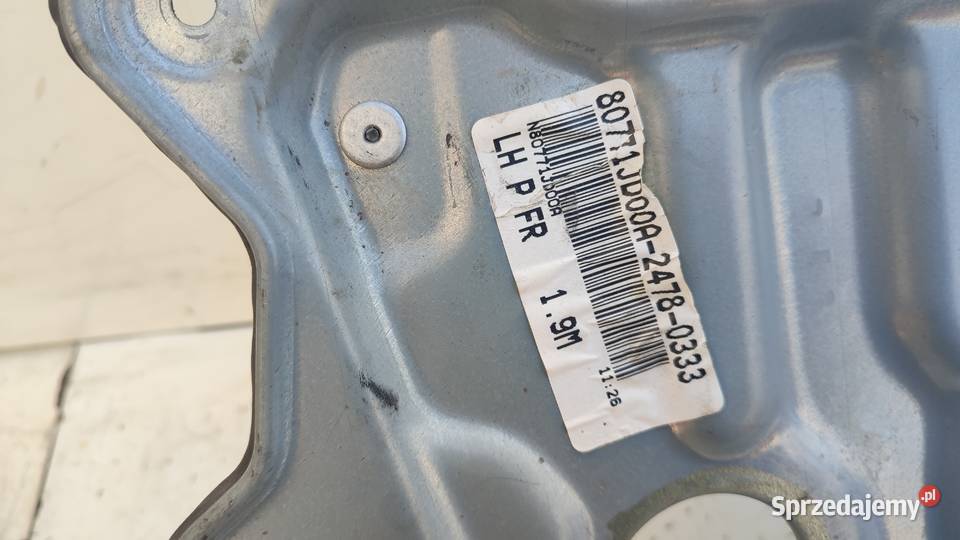 80771JD00A-2478-0333
N80771JD00A
LH P FR 1.9M
11:26
Sprzedajemy.pl